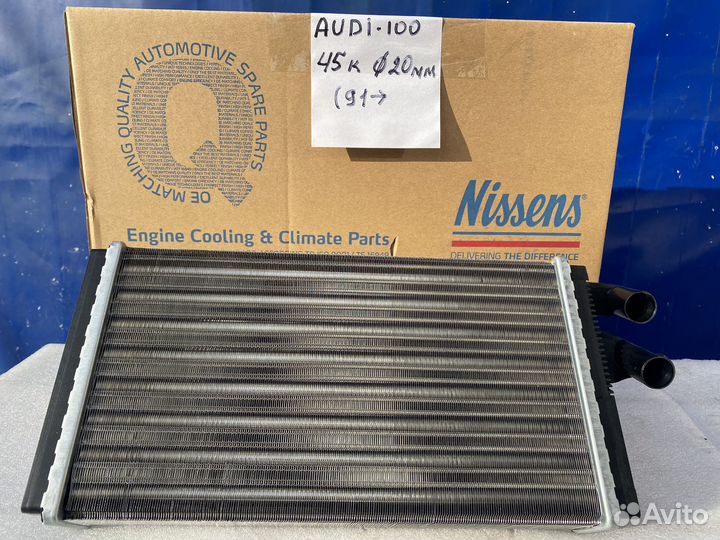 AUDI-100
45к ⌀20мм
(91→
OE MATCHING QUALITY AUTOMOTIVE SPARE PARTS
Nissens
Engine Cooling & Climate Parts
DELIVERING THE DIFFERENCE
Avito